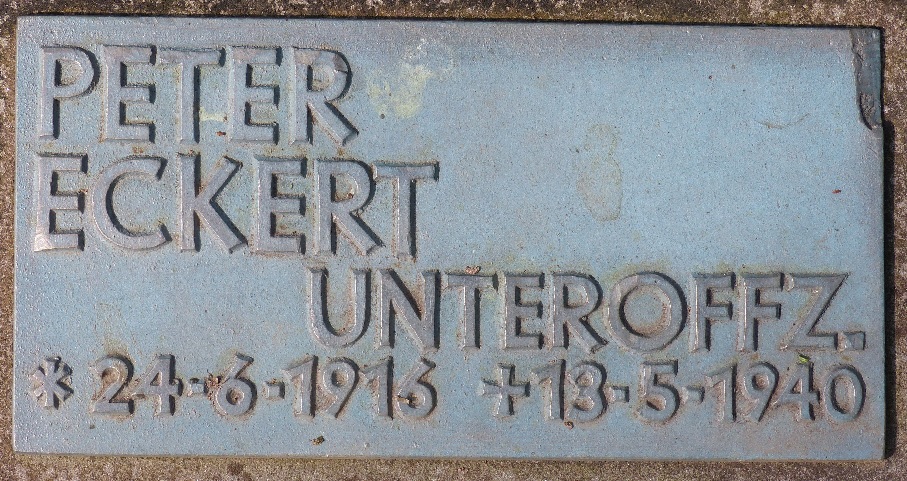 PETER
ECKERT
UNTEROFFZ.
* 24-6-1916 +13-5-1940